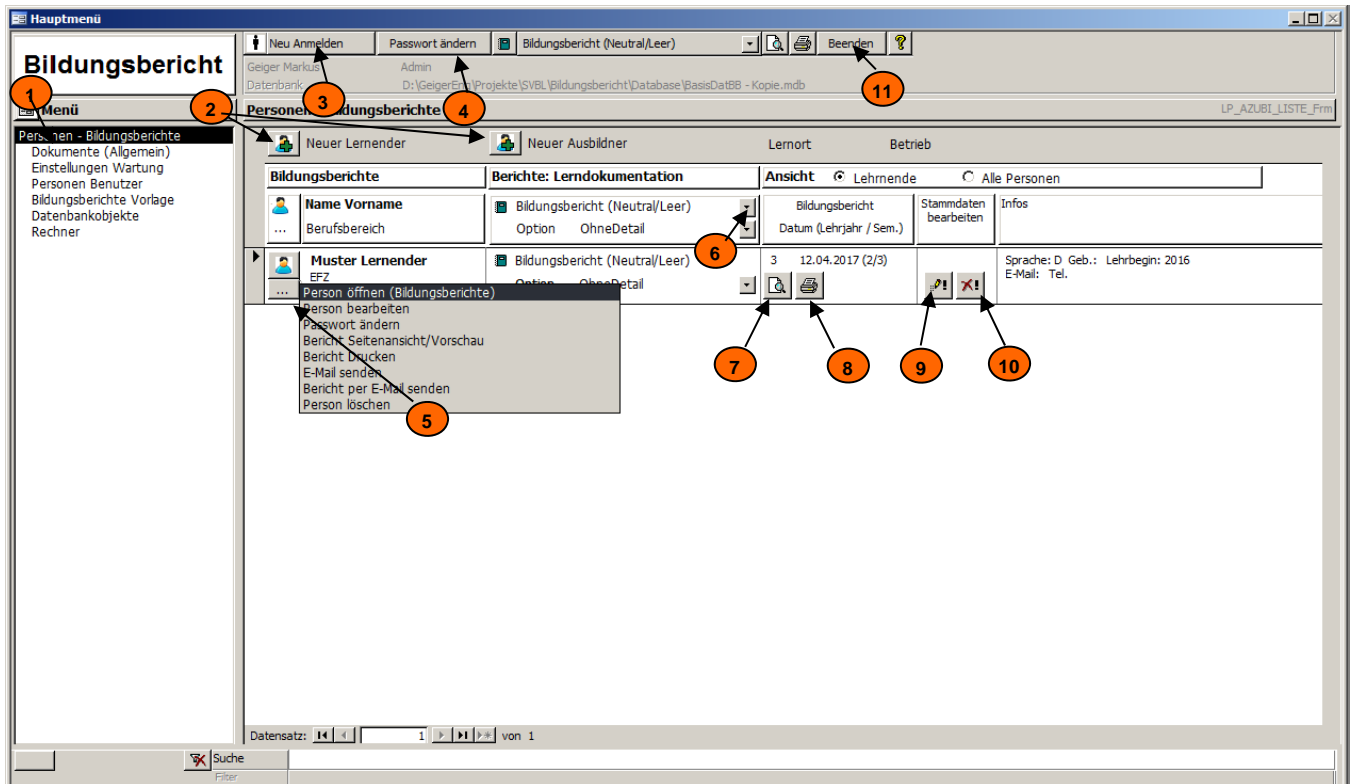 Hauptmenü
Bildungsbericht
Neu Anmelden Passwort ändern Bildungsbericht (Neutral/Leer) Beenden ?
Geiger Markus Admin
Datenbank D:\GeigerEng\Projekte\SVBL\Bildungsbericht\Database\BasisDatBB - Kopie.mdb
1 2 3 4 11
Menü
Personen - Bildungsberichte
Dokumente (Allgemein)
Einstellungen Wartung
Personen Benutzer
Bildungsberichte Vorlage
Datenbankobjekte
Rechner
Personen - Bildungsberichte LP_AZUBI_LISTE_Frm
Neuer Lernender Neuer Ausbildner Lernort Betrieb
Bildungsberichte Berichte: Lerndokumentation Ansicht Lehrnende Alle Personen
Name Vorname Bildungsbericht (Neutral/Leer) Bildungsbericht Stammdaten Infos
... Berufsbereich Option OhneDetail Datum (Lehrjahr / Sem.) bearbeiten
6
Muster Lernender Bildungsbericht (Neutral/Leer) 3 12.04.2017 (2/3) Sprache: D Geb.: Lehrbegin: 2016
EFZ E-Mail: Tel.
... Option OhneDetail
Person öffnen (Bildungsberichte)
Person bearbeiten
Passwort ändern
Bericht Seitenansicht/Vorschau
Bericht Drucken
E-Mail senden
Bericht per E-Mail senden
Person löschen
7 8 9 10
5
Datensatz: 1 von 1
Suche
Filter